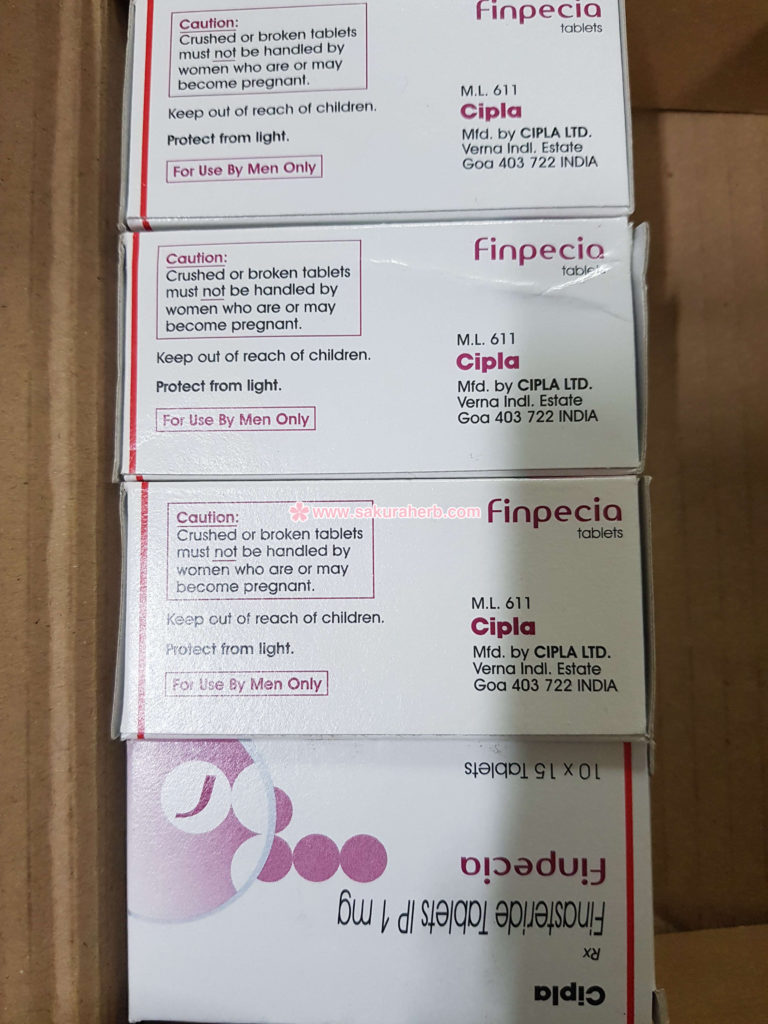 Caution:
Crushed or broken tablets
must not be handled by
women who are or may
become pregnant.
Keep out of reach of children.
Protect from light.
For Use By Men Only
Finpecia
tablets
M.L. 611
Cipla
Mfd. by CIPLA LTD.
Verna Indl. Estate
Goa 403 722 INDIA
Caution:
Crushed or broken tablets
must not be handled by
women who are or may
become pregnant.
Keep out of reach of children.
Protect from light.
For Use By Men Only
Finpecia
tablets
M.L. 611
Cipla
Mfd. by CIPLA LTD.
Verna Indl. Estate
Goa 403 722 INDIA
www.sakuraherb.com
Caution:
Crushed or broken tablets
must not be handled by
women who are or may
become pregnant.
Keep out of reach of children.
Protect from light.
For Use By Men Only
Finpecia
tablets
M.L. 611
Cipla
Mfd. by CIPLA LTD.
Verna Indl. Estate
Goa 403 722 INDIA
Cipla
Rx
Finasteride Tablets IP 1 mg
Finpecia
10 x 15 Tablets